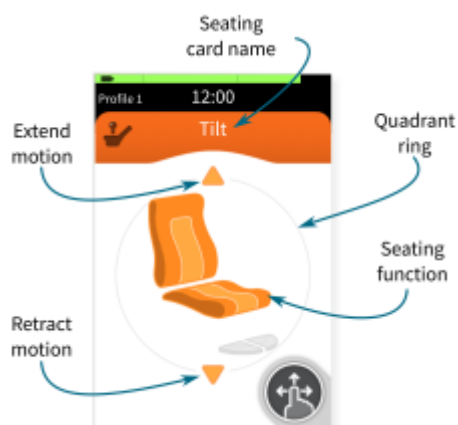 Seating
card name
Profile 1
12:00
Tilt
Extend
motion
Quadrant
ring
Seating
function
Retract
motion